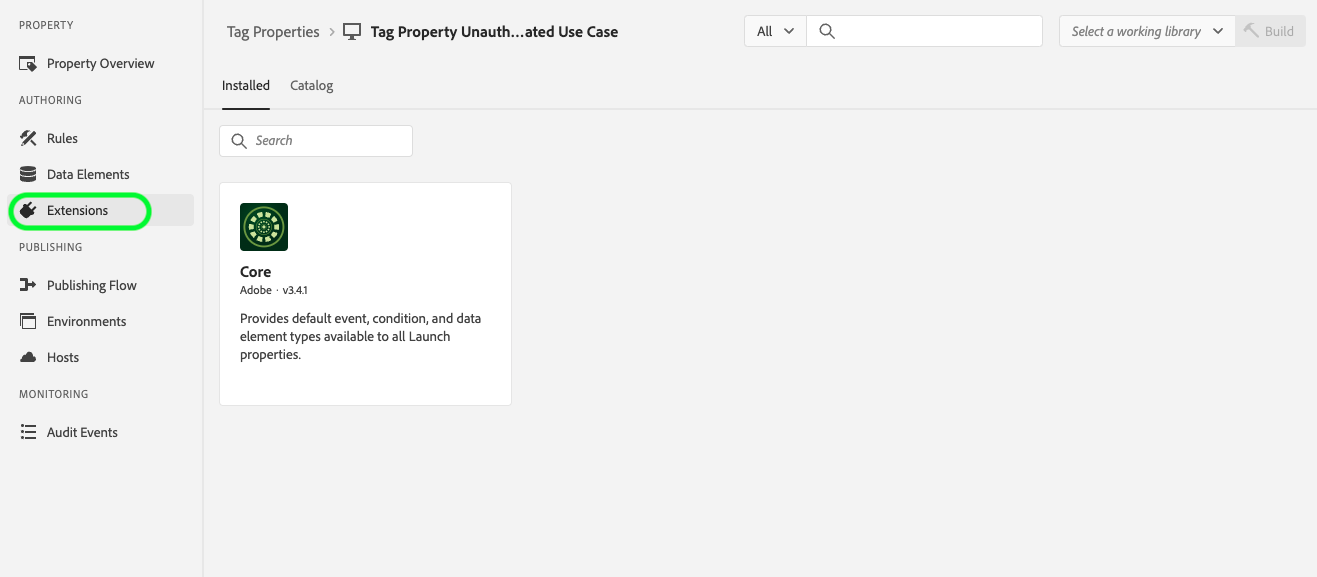 PROPERTY
Property Overview
AUTHORING
Rules
Data Elements
Extensions
PUBLISHING
Publishing Flow
Environments
Hosts
MONITORING
Audit Events
Tag Properties
Tag Property Unauth...ated Use Case
All
Select a working library
Build
Installed
Catalog
Search
Core
Adobe · v3.4.1
Provides default event, condition, and data
element types available to all Launch
properties.